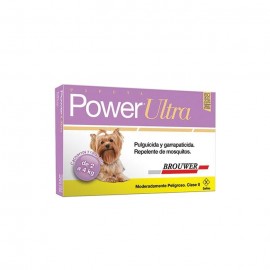 Power Ultra
Pulguicida y garrapaticida.
Repelente de mosquitos.
de 2
a 4 kg
BROUWER
Moderadamente Peligroso. Clase II